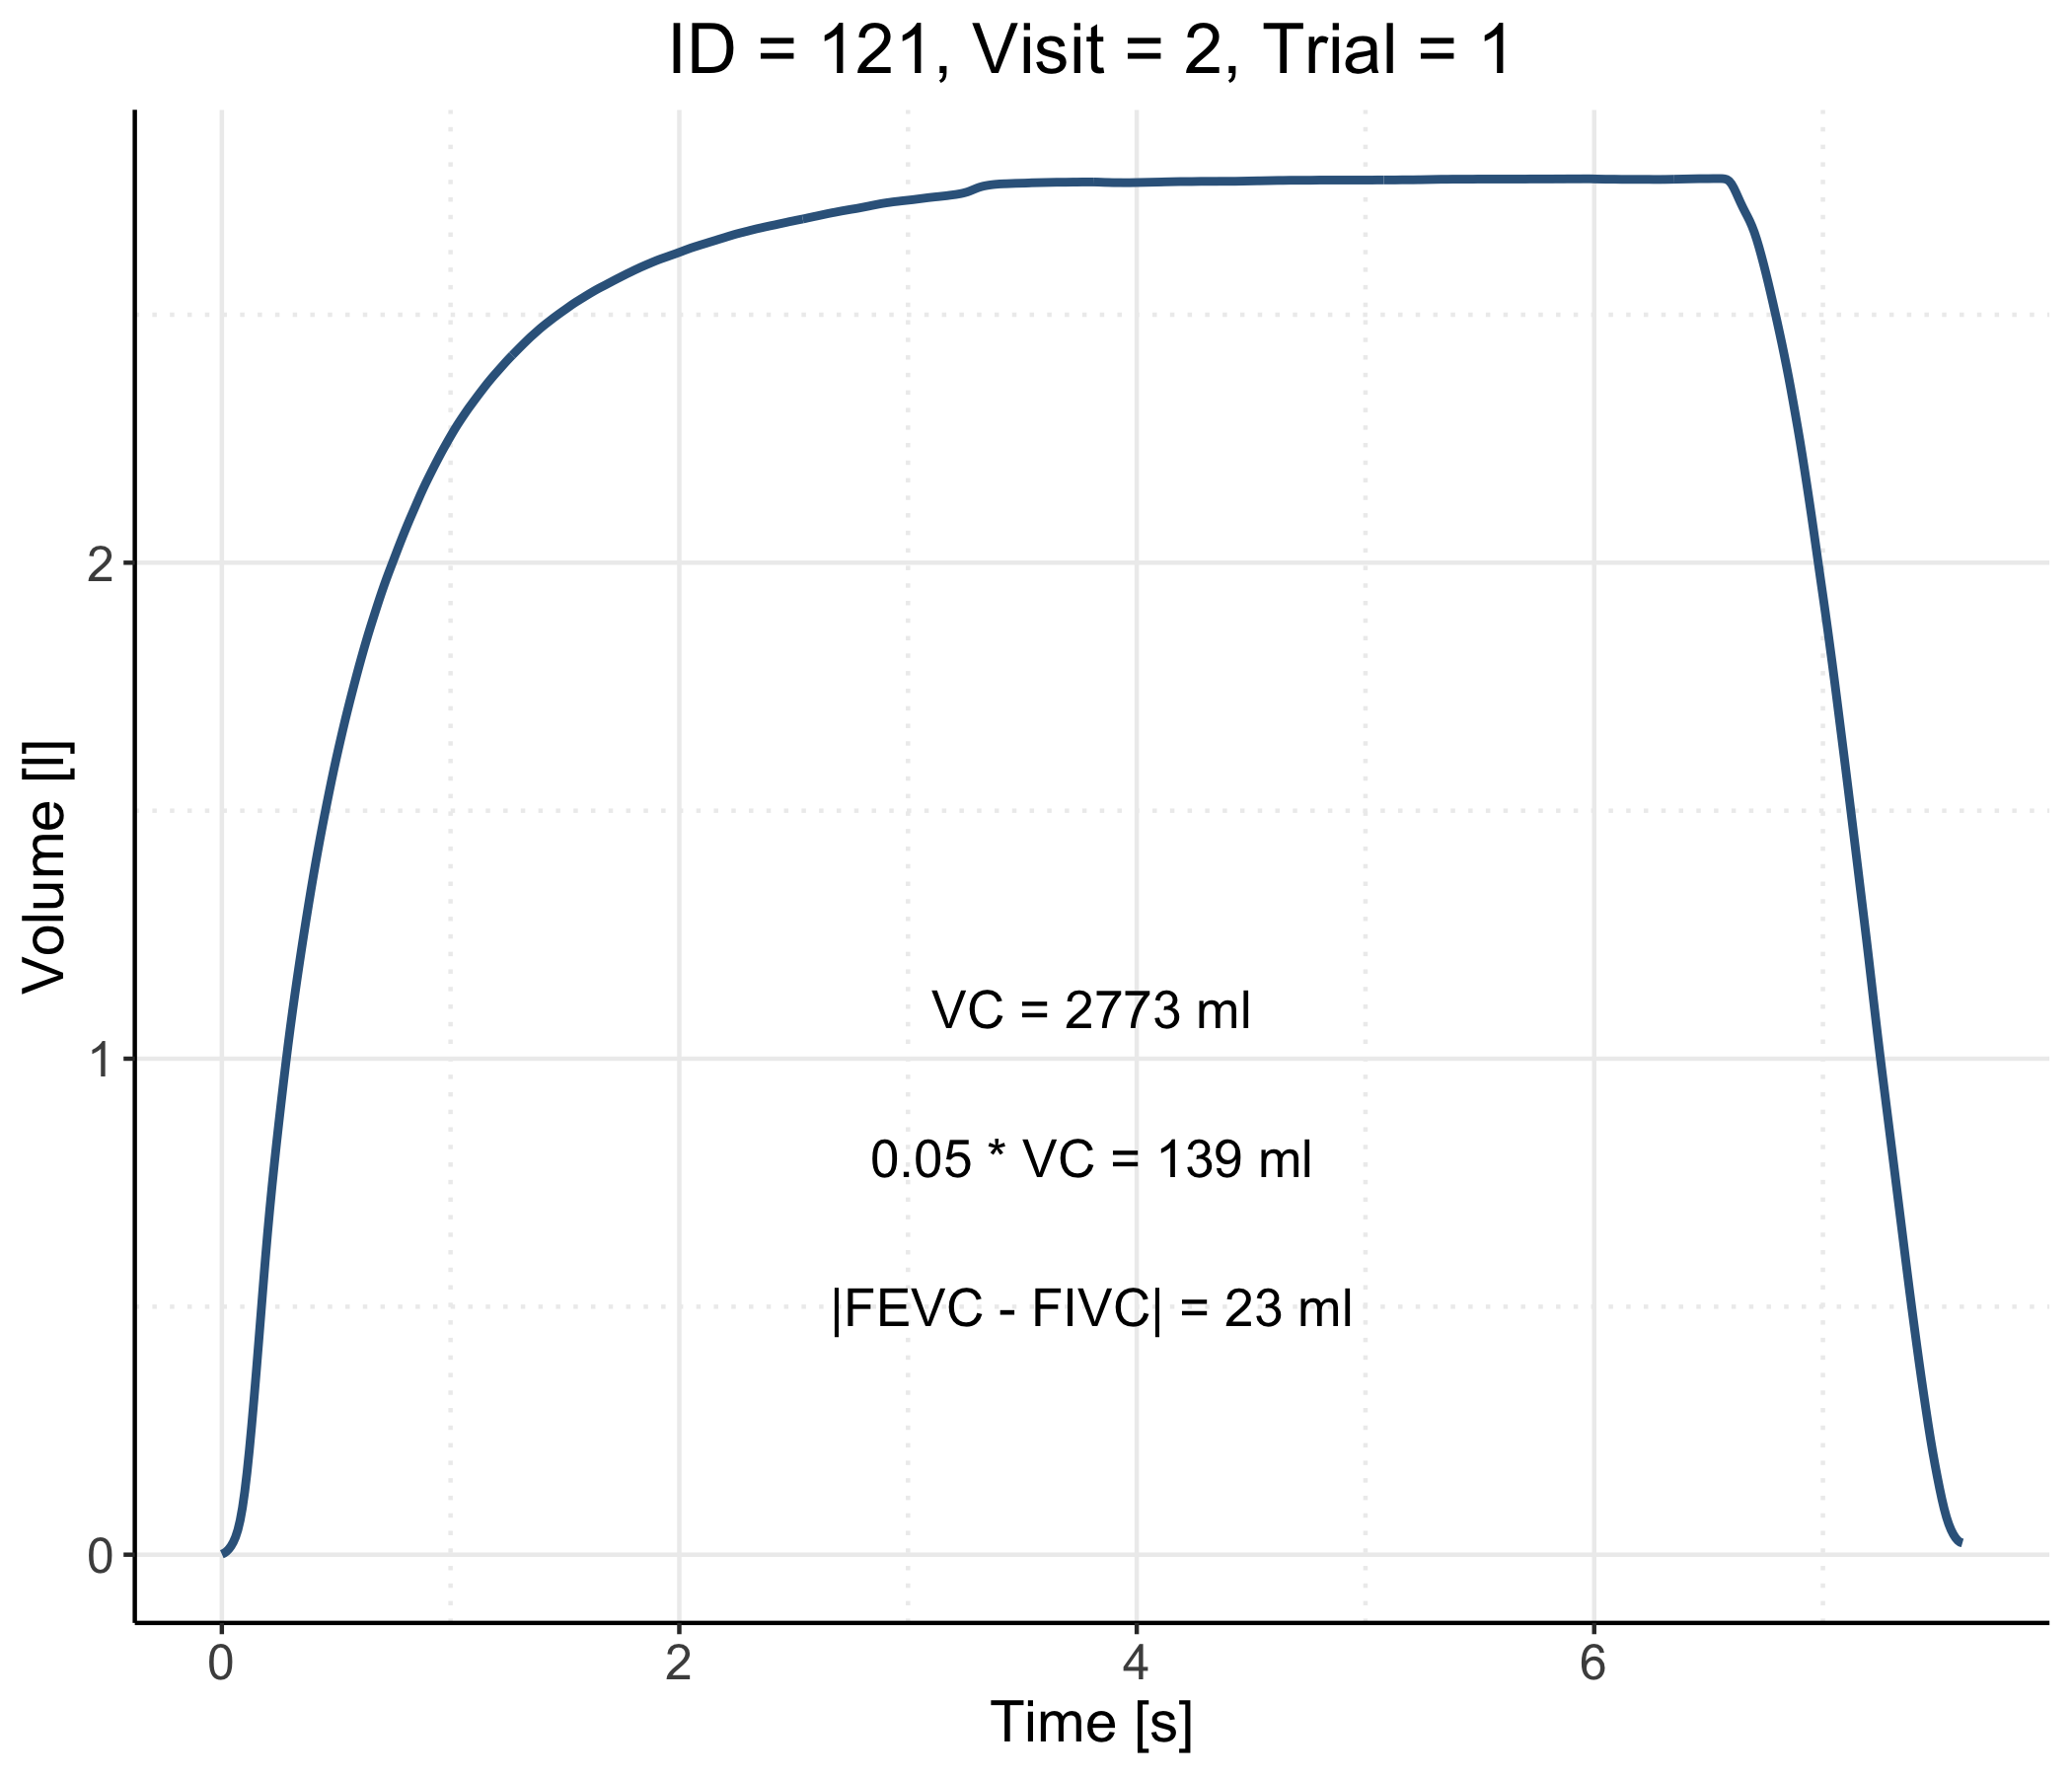 ID = 121, Visit = 2, Trial = 1
Volume [l]
2
1
0
VC = 2773 ml
0.05 * VC = 139 ml
|FEVC - FIVC| = 23 ml
0 2 4 6
Time [s]